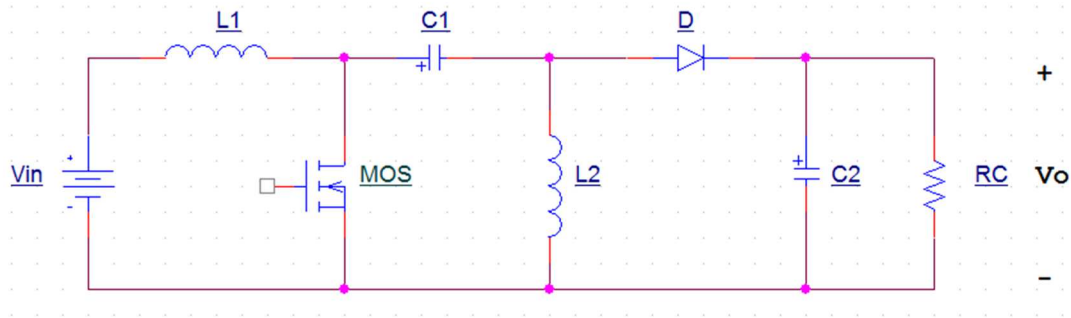 L1
C1
D
+
+
Vin
+
-
MOS
L2
+
C2
RC
Vo
-